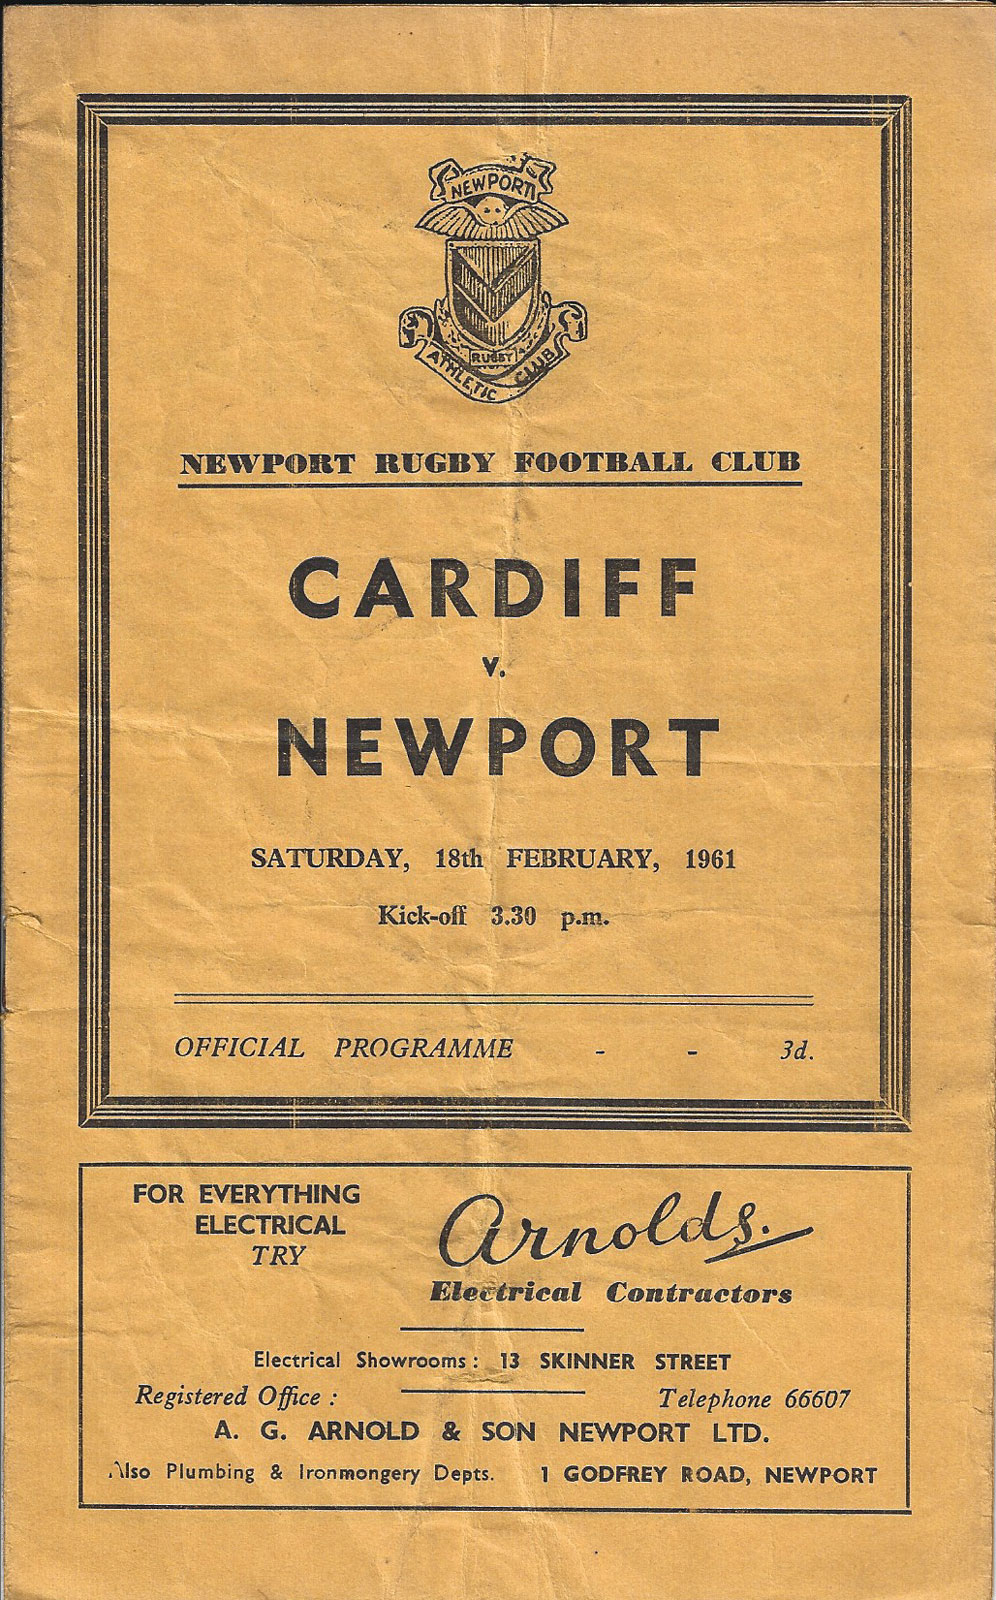 NEWPORT
RUGBY
ATHLETIC CLUB
NEWPORT RUGBY FOOTBALL CLUB
CARDIFF
v.
NEWPORT
SATURDAY, 18th FEBRUARY, 1961
Kick-off 3.30 p.m.
OFFICIAL PROGRAMME - - 3d.
FOR EVERYTHING
ELECTRICAL
TRY
Arnolds.
Electrical Contractors
Electrical Showrooms: 13 SKINNER STREET
Registered Office: Telephone 66607
A. G. ARNOLD & SON NEWPORT LTD.
Also Plumbing & Ironmongery Depts. 1 GODFREY ROAD, NEWPORT